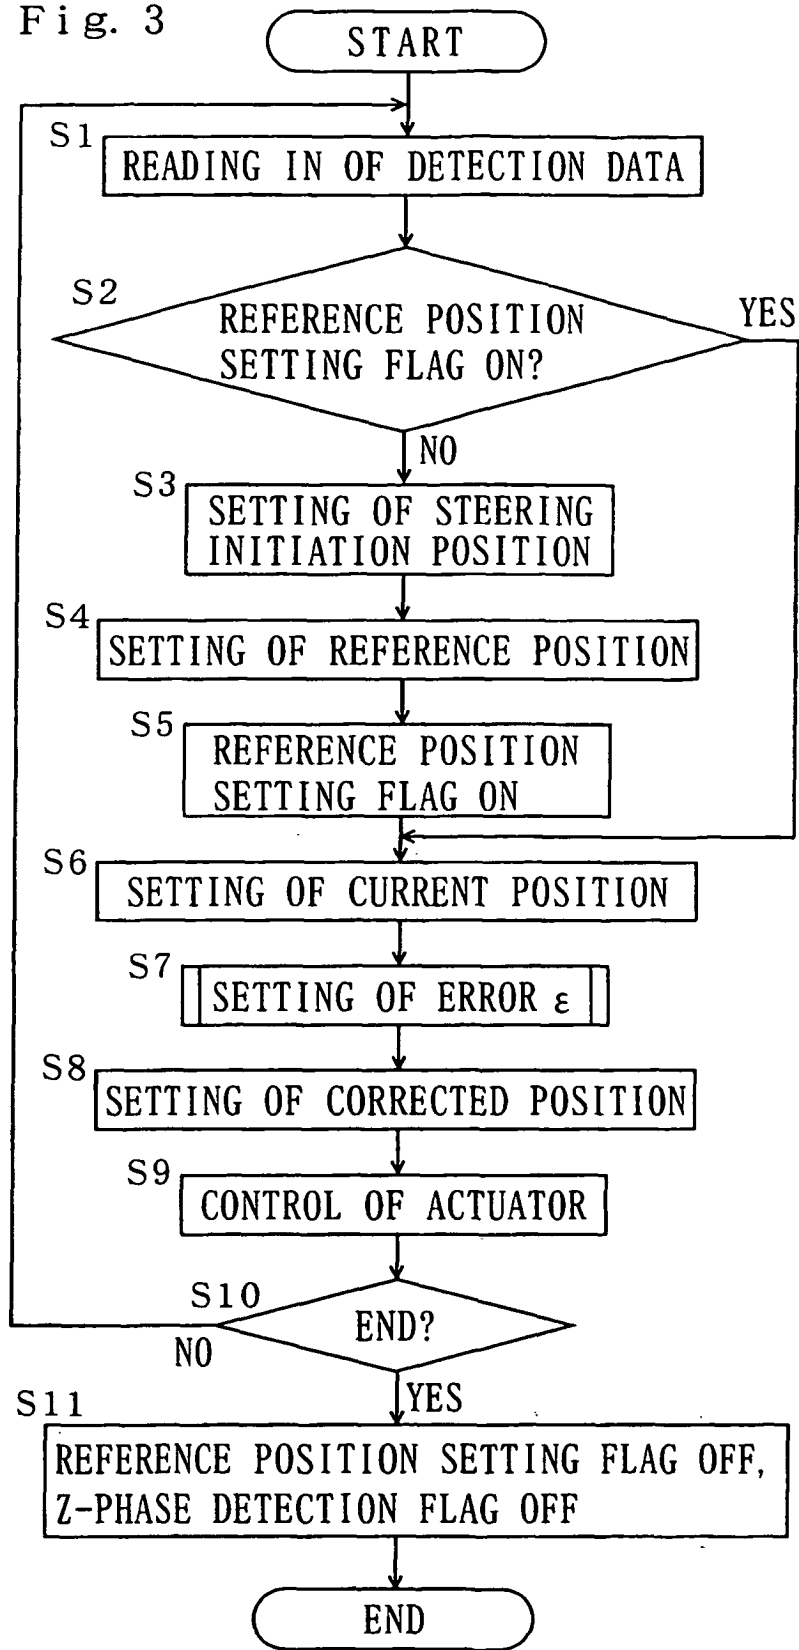 Fig. 3
START
S1
READING IN OF DETECTION DATA
S2
REFERENCE POSITION
SETTING FLAG ON?
YES
NO
S3
SETTING OF STEERING
INITIATION POSITION
S4
SETTING OF REFERENCE POSITION
S5
REFERENCE POSITION
SETTING FLAG ON
S6
SETTING OF CURRENT POSITION
S7
SETTING OF ERROR ε
S8
SETTING OF CORRECTED POSITION
S9
CONTROL OF ACTUATOR
S10
END?
NO
YES
S11
REFERENCE POSITION SETTING FLAG OFF,
Z-PHASE DETECTION FLAG OFF
END